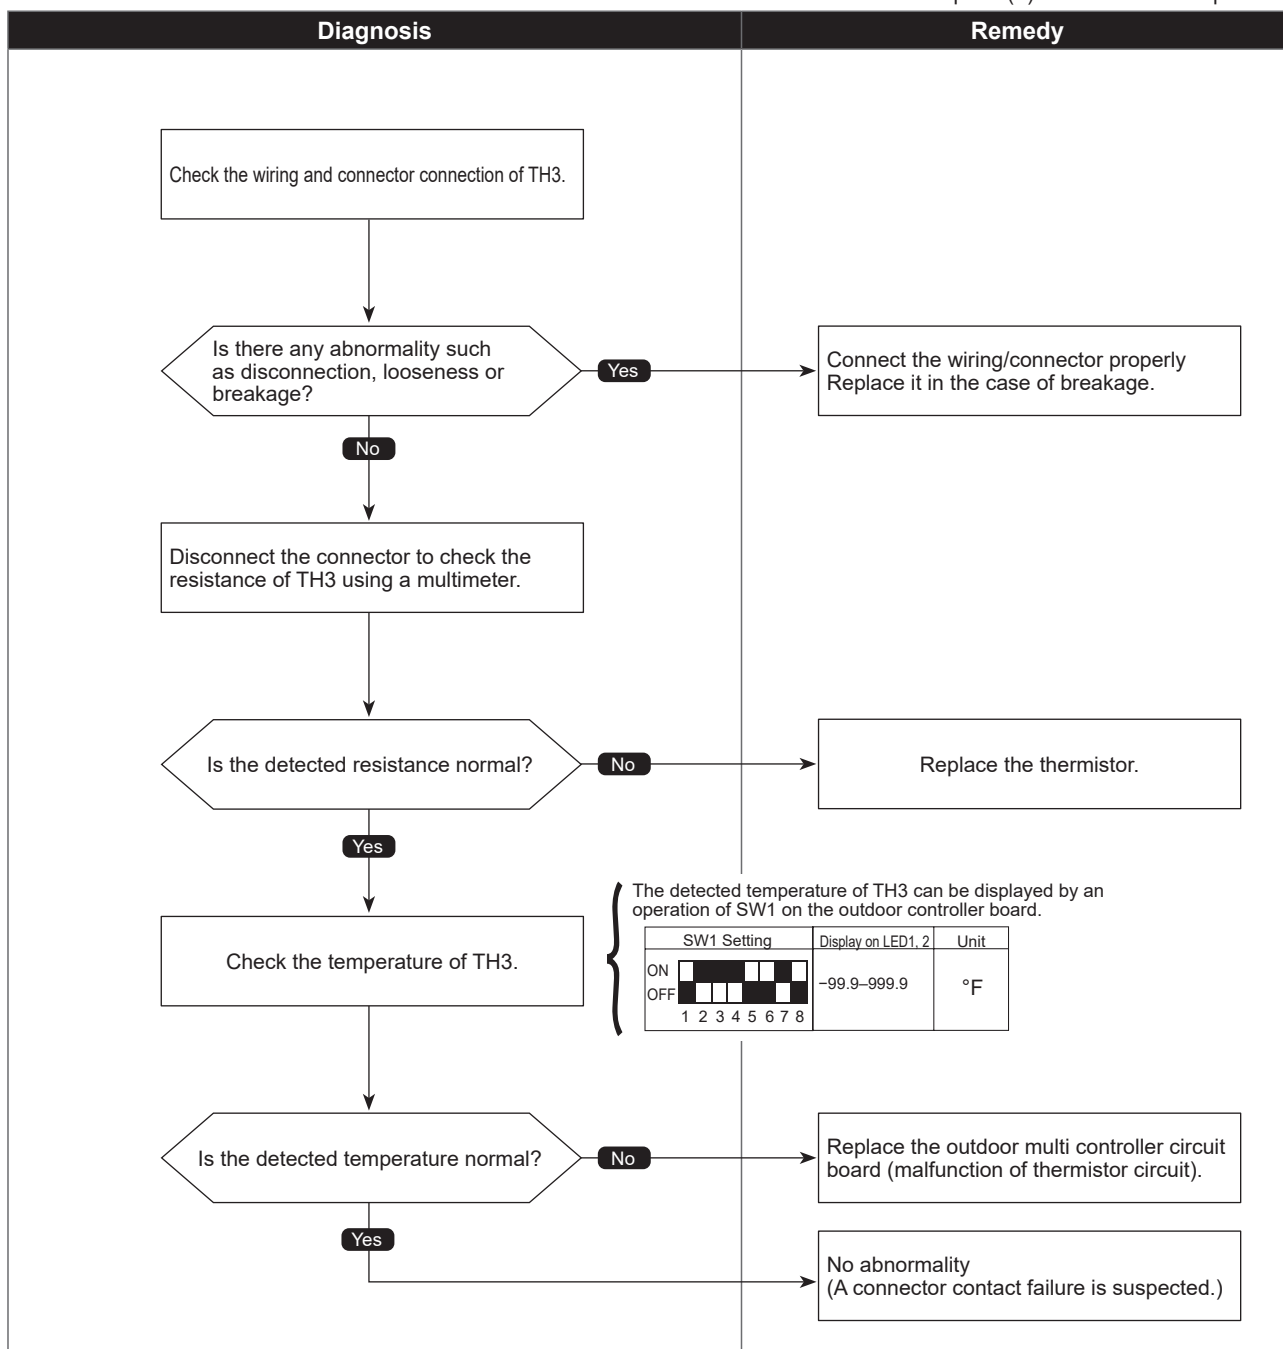 Diagnosis
Remedy
Check the wiring and connector connection of TH3.
Is there any abnormality such
as disconnection, looseness or
breakage?
Yes
Connect the wiring/connector properly
Replace it in the case of breakage.
No
Disconnect the connector to check the
resistance of TH3 using a multimeter.
Is the detected resistance normal?
No
Replace the thermistor.
Yes
The detected temperature of TH3 can be displayed by an
operation of SW1 on the outdoor controller board.
Check the temperature of TH3.
SW1 Setting
Display on LED1, 2
Unit
ON
OFF
1 2 3 4 5 6 7 8
−99.9–999.9
°F
Is the detected temperature normal?
No
Replace the outdoor multi controller circuit
board (malfunction of thermistor circuit).
Yes
No abnormality
(A connector contact failure is suspected.)